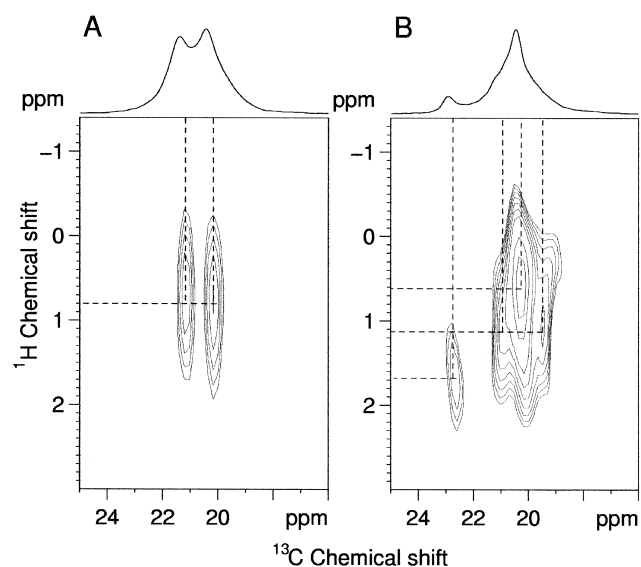 A
B
ppm
ppm
−1
0
1
2
−1
0
1
2
¹H Chemical shift
24 22 20 ppm
24 22 20 ppm
¹³C Chemical shift